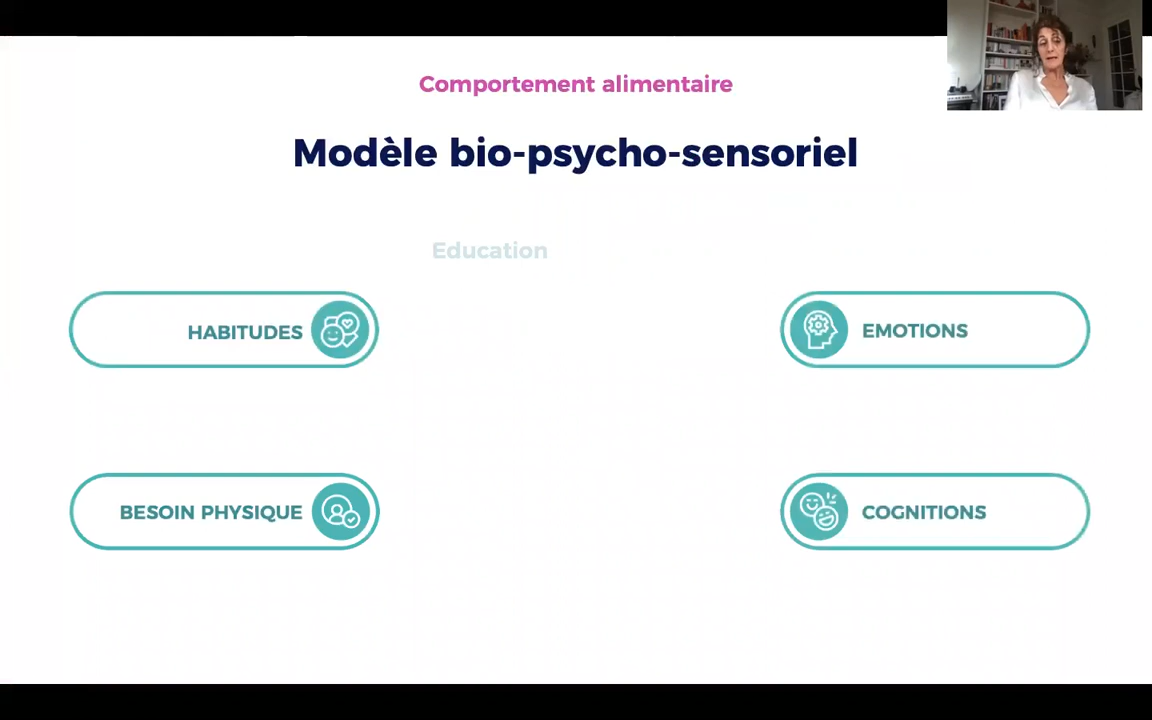 Comportement alimentaire
Modèle bio-psycho-sensoriel
Education
HABITUDES
EMOTIONS
BESOIN PHYSIQUE
COGNITIONS